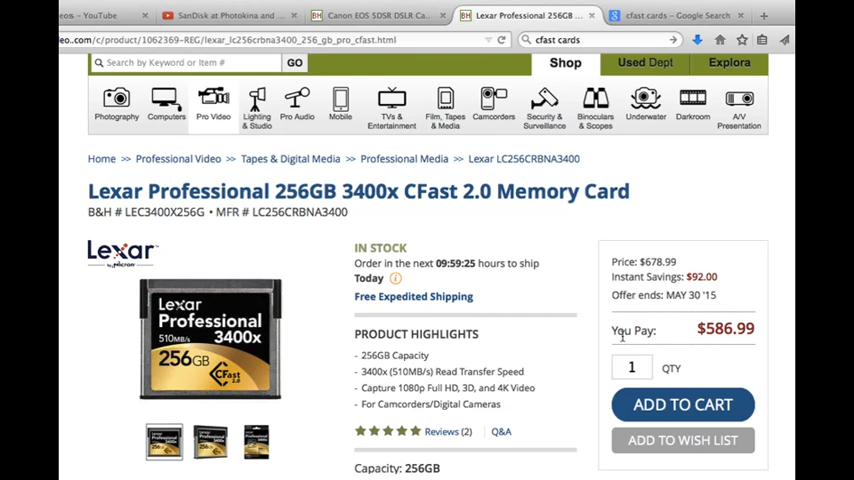 eos – YouTube
SanDisk at Photokina and ...
Canon EOS 5DSR DSLR Ca...
Lexar Professional 256GB ...
cfast cards – Google Search
eo.com/c/product/1062369-REG/lexar_lc256crbna3400_256_gb_pro_cfast.html
cfast cards
Search by Keyword or Item #
GO
Shop
Used Dept
Explora
Photography
Computers
Pro Video
Lighting & Studio
Pro Audio
Mobile
TVs & Entertainment
Film, Tapes & Media
Camcorders
Security & Surveillance
Binoculars & Scopes
Underwater
Darkroom
A/V Presentation
Home >> Professional Video >> Tapes & Digital Media >> Professional Media >> Lexar LC256CRBNA3400
Lexar Professional 256GB 3400x CFast 2.0 Memory Card
B&H # LEC3400X256G • MFR # LC256CRBNA3400
Lexar™
by Micron
Lexar
Professional
510MB/s 3400x
256GB
CFast 2.0
IN STOCK
Order in the next 09:59:25 hours to ship
Today
Free Expedited Shipping
PRODUCT HIGHLIGHTS
- 256GB Capacity
- 3400x (510MB/s) Read Transfer Speed
- Capture 1080p Full HD, 3D, and 4K Video
- For Camcorders/Digital Cameras
Reviews (2)
Q&A
Capacity: 256GB
Price: $678.99
Instant Savings: $92.00
Offer ends: MAY 30 '15
You Pay: $586.99
1 QTY
ADD TO CART
ADD TO WISH LIST